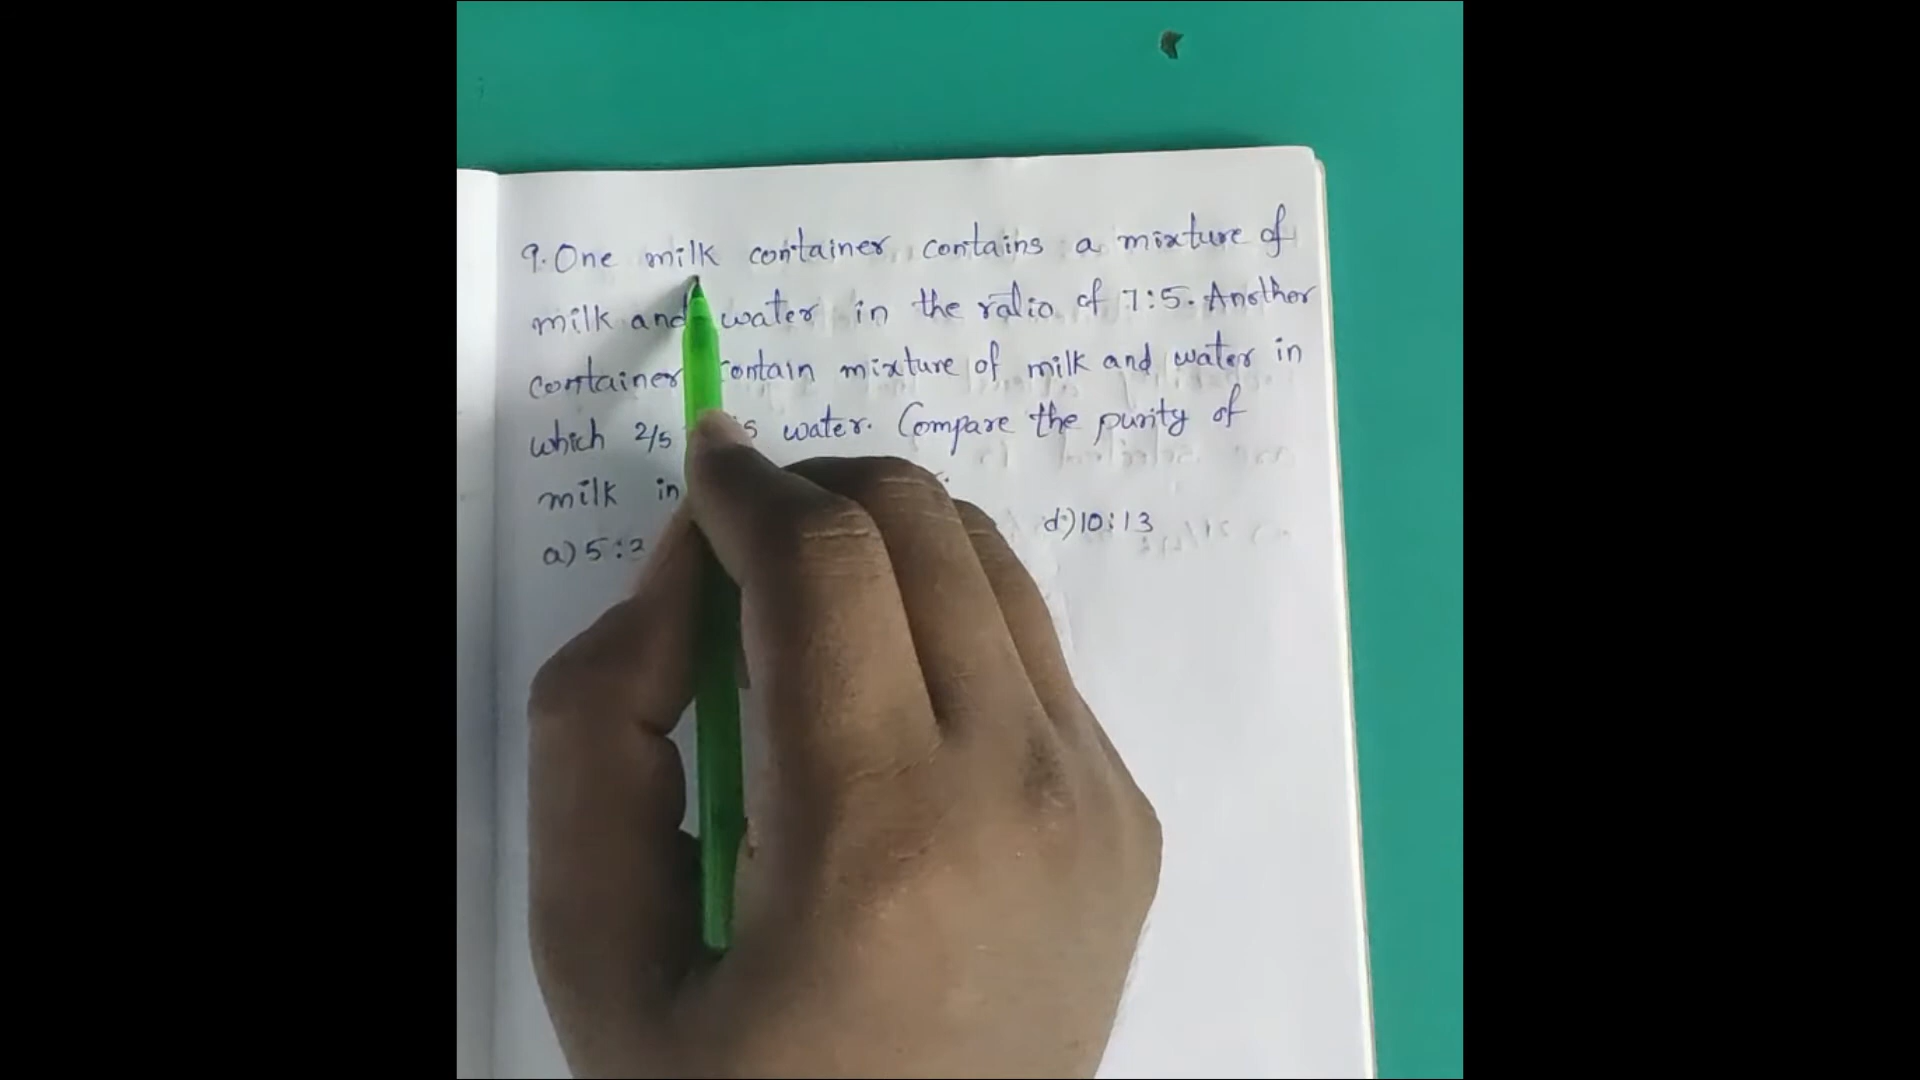 9. One milk container contains a mixture of
milk and water in the ratio of 7:5. Another
container contain mixture of milk and water in
which 2/5 is water. Compare the purity of
milk in
a) 5:2 d) 10:13